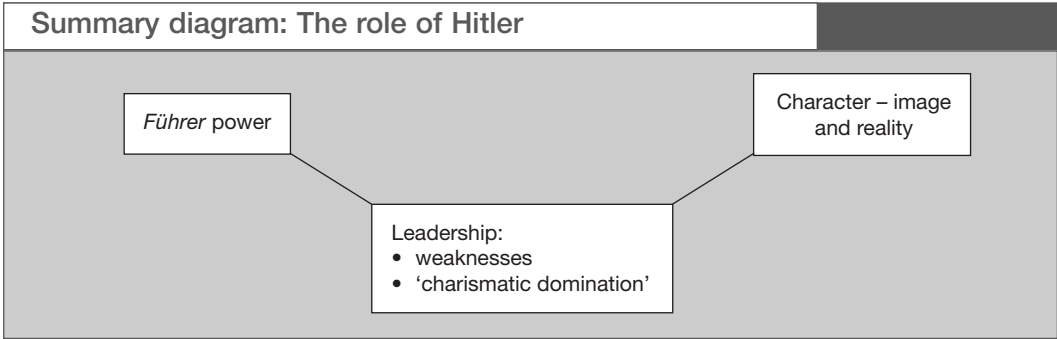 Summary diagram: The role of Hitler
Führer power
Character – image
and reality
Leadership:
• weaknesses
• ‘charismatic domination’